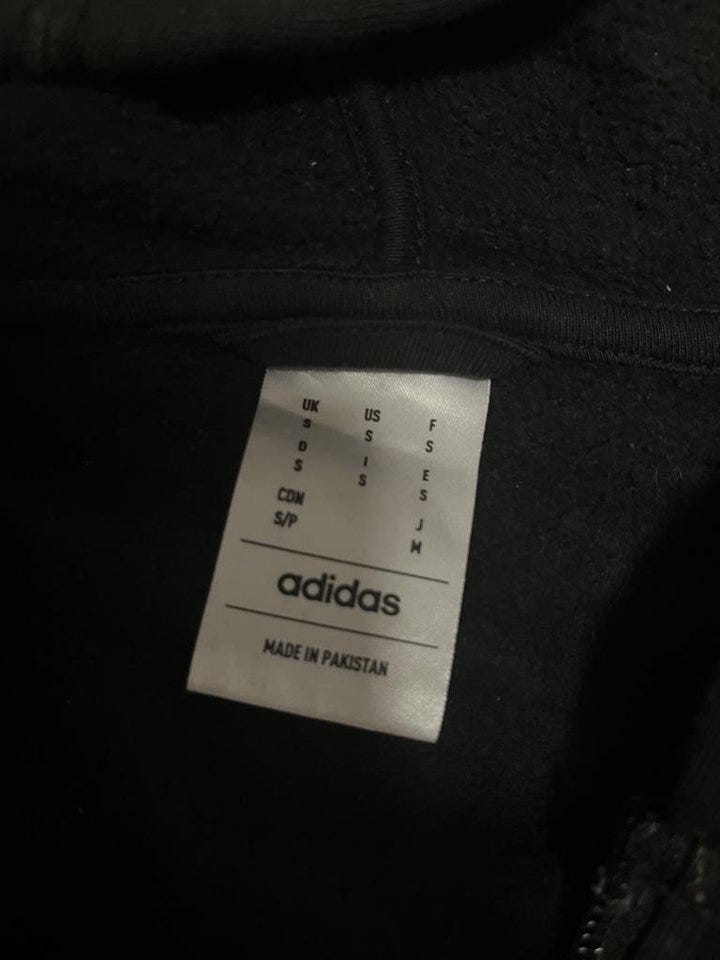 UK US F
S S S
D I E
S S S
CDN J
S/P M
adidas
MADE IN PAKISTAN